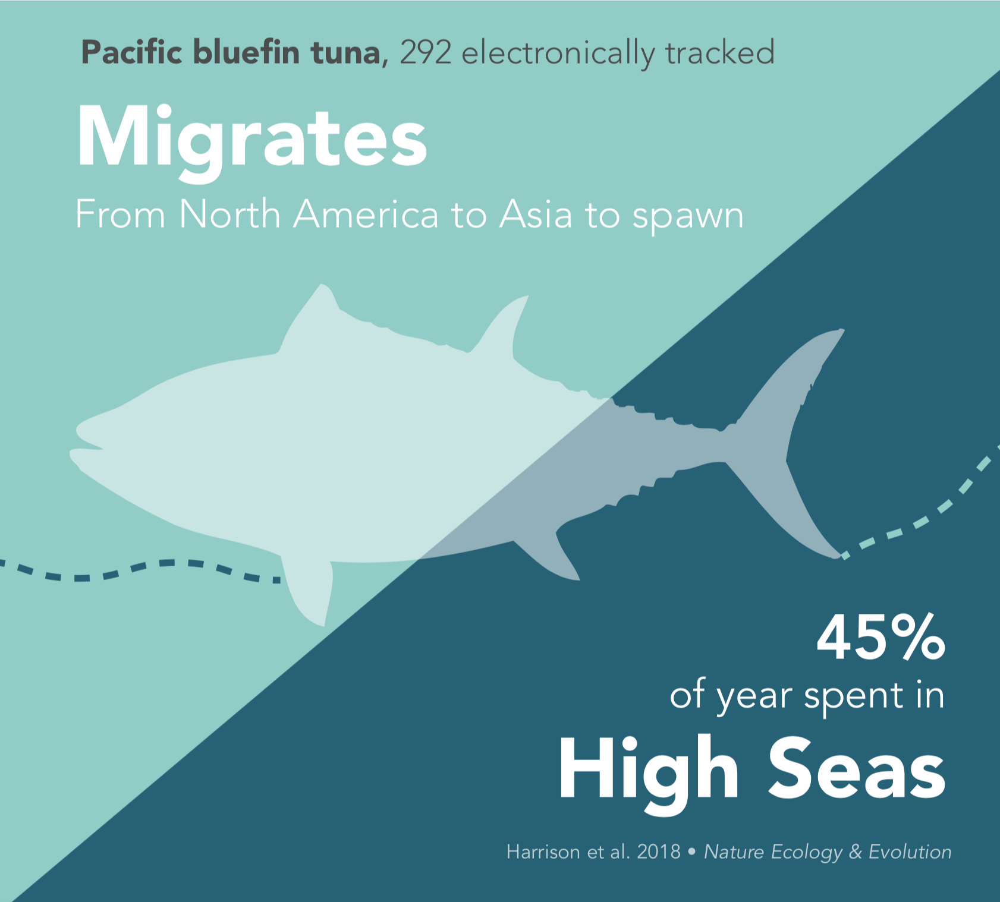 Pacific bluefin tuna, 292 electronically tracked
Migrates
From North America to Asia to spawn
45%
of year spent in
High Seas
Harrison et al. 2018 • Nature Ecology & Evolution